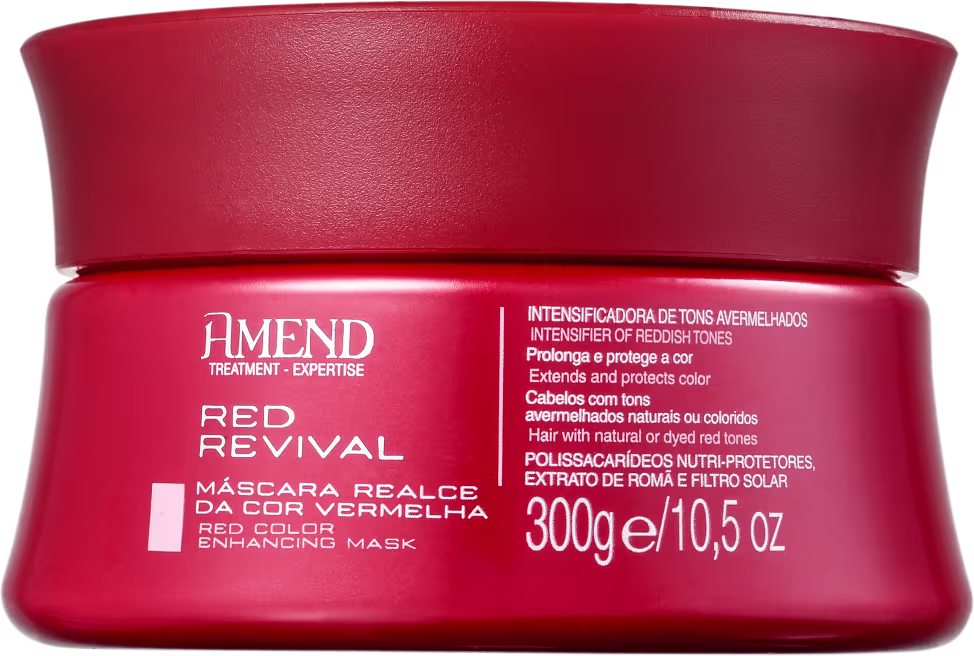 AMEND
TREATMENT - EXPERTISE
RED
REVIVAL
MÁSCARA REALCE
DA COR VERMELHA
RED COLOR
ENHANCING MASK
INTENSIFICADORA DE TONS AVERMELHADOS
INTENSIFIER OF REDDISH TONES
Prolonga e protege a cor
Extends and protects color
Cabelos com tons
avermelhados naturais ou coloridos
Hair with natural or dyed red tones
POLISSACARÍDEOS NUTRI-PROTETORES,
EXTRATO DE ROMÃ E FILTRO SOLAR
300g e/10,5 oz